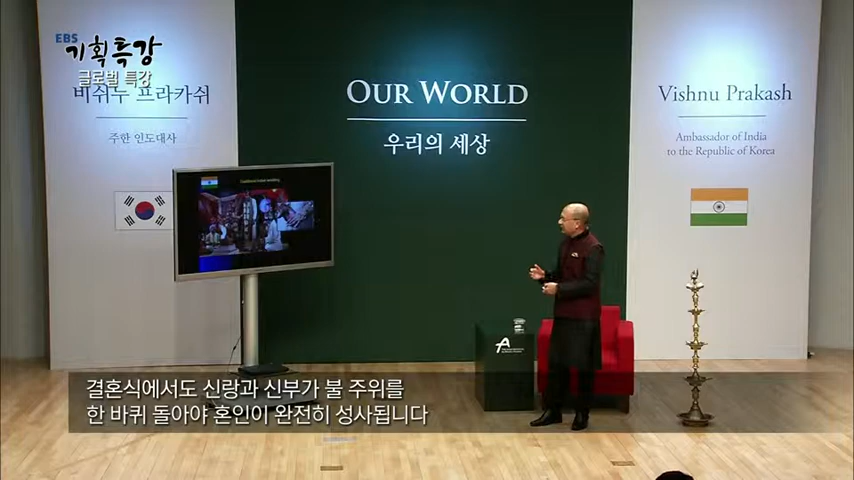 EBS
기획특강
글로벌 특강
비쉬누 프라카쉬
주한 인도대사
OUR WORLD
우리의 세상
Vishnu Prakash
Ambassador of India
to the Republic of Korea
Traditional Indian wedding
결혼식에서도 신랑과 신부가 불 주위를
한 바퀴 돌아야 혼인이 완전히 성사됩니다